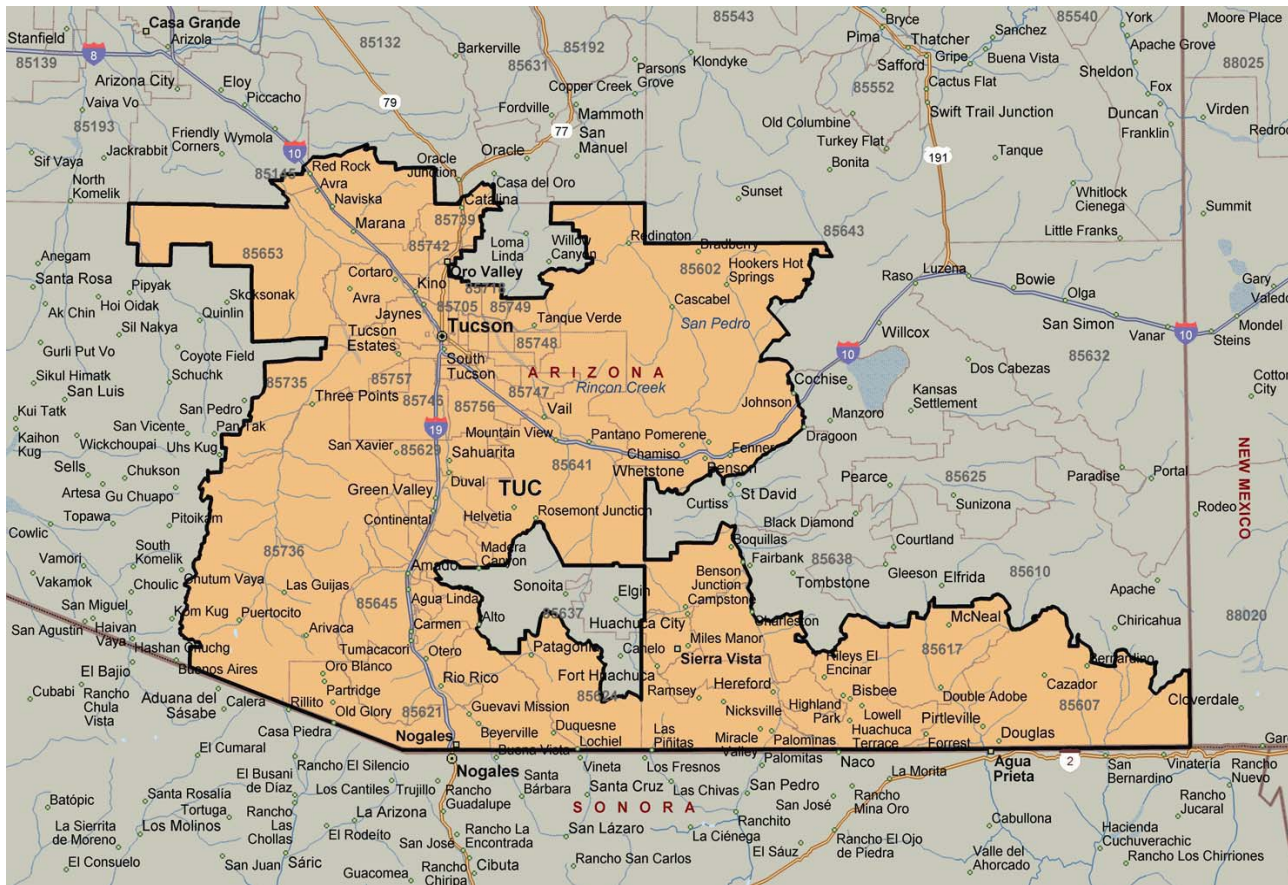 85543
85540
York
Moore Place
Casa Grande
Stanfield
Arizola
85132
85192
Bryce
Pima
Thatcher
Sanchez
Apache Grove
8
85139
Barkerville
85631
Parsons
Grove
Klondyke
Safford
Gripe
Buena Vista
Sheldon
88025
Arizona City
Eloy
Copper Creek
Cactus Flat
Fox
Vaiva Vo
Picacho
79
Fordville
Mammoth
85552
Swift Trail Junction
Duncan
Virden
85193
Friendly
Corners
Wymola
77
San
Manuel
Old Columbine
Turkey Flat
Franklin
Sif Vaya
Jackrabbit
10
Oracle
Junction
Oracle
Bonita
191
Tanque
North
Komelik
85145
Red Rock
Avra
Casa del Oro
Naviska
Catalina
Sunset
Whitlock
Cienega
Summit
Marana
85739
85643
Little Franks
Anegam
85653
85742
Loma
Linda
Willow
Canyon
Redington
Bradberry
Santa Rosa
Pipyak
Cortaro
Oro Valley
85602
Hookers Hot
Springs
Raso
Luzena
Bowie
Gary
Hoi Oidak
Skoksonak
Avra
Kino
85705
85749
Cascabel
Olga
Ak Chin
Quinlin
Jaynes
Tucson
Tanque Verde
San Pedro
Willcox
San Simon
Vanar
10
Mondel
Steins
Sil Nakya
Tucson
Estates
85748
Gurli Put Vo
Coyote Field
South
Tucson
10
85632
Sikul Himatk
Schuchk
85735
85757
ARIZONA
Rincon Creek
Cochise
Dos Cabezas
San Luis
Three Points
85746
85756
85747
Johnson
Kansas
Settlement
Cotton
City
Kui Tatk
San Pedro
Vail
Manzoro
San Vicente
Pan Tak
19
Mountain View
Pantano
Pomerene
Dragoon
Kaihon
Kug
Wickchoupai
Uhs Kug
San Xavier
85629
Sahuarita
Chamiso
Fenner
NEW MEXICO
Sells
Chukson
85641
Whetstone
Benson
Paradise
Portal
Artesa
Gu Chuapo
Green Valley
Duval
TUC
Curtiss
St David
Pearce
85625
Sunizona
Topawa
Pitoikam
Continental
Helvetia
Rosemont Junction
Black Diamond
Rodeo
Cowlic
Madera
Canyon
Boquillas
Courtland
Vamori
South
Komelik
85736
Amado
Fairbank
85638
Vakamok
Choulic
Chutum Vaya
Las Guijas
Sonoita
Elgin
Benson
Junction
Tombstone
Gleeson
Elfrida
85610
Apache
San Miguel
85645
Agua Linda
85637
Campstone
San Agustin
Haivan
Vaya
Kom Kug
Puertocito
Carmen
Alto
Huachuca City
Charleston
McNeal
Chiricahua
88020
Hashan Chuchg
Arivaca
Tumacacori
Patagonia
Canelo
Miles Manor
85617
El Bajio
Buenos Aires
Otero
Sierra Vista
Rileys El
Encinar
Bernardino
Cubabi
Rancho
Chula
Vista
Aduana del
Sásabe
Oro Blanco
Rio Rico
Fort Huachuca
Ramsey
Hereford
Bisbee
Double Adobe
Cazador
Cloverdale
Calera
Partridge
Rillito
Old Glory
85621
Guevavi Mission
85624
Nicksville
Highland
Park
Lowell
Pirtleville
85607
Casa Piedra
Nogales
Beyerville
Duquesne
Lochiel
Las
Piñitas
Miracle
Valley
Palominas
Huachuca
Terrace
Forrest
Douglas
El Cumaral
Buena Vista
Nogales
Vineta
Los Fresnos
Palomitas
Naco
Agua
Prieta
2
San
Bernardino
Vinatería
Rancho
Nuevo
El Busani
de Díaz
Rancho El Silencio
Santa
Bárbara
Santa Cruz
Las Chivas
San Pedro
La Morita
Batópic
Santa Rosalía
Los Cantiles
Trujillo
Rancho
Guadalupe
SONORA
San José
Rancho
Mina Oro
Rancho
Jucaral
Tortuga
Rancho
Las
Chollas
La Arizona
Ranchito
Cabullona
La Sierrita
de Moreno
Los Molinos
El Rodeíto
Rancho La
Encontrada
San Lázaro
La Ciénega
Rancho El Ojo
de Piedra
Hacienda
Cuchuverachic
El Consuelo
San Juan
Sáric
San José
Cibuta
Rancho San Carlos
El Sáuz
Valle del
Ahorcado
Rancho Los Chirriones
Guacomea
Rancho
Chiripa